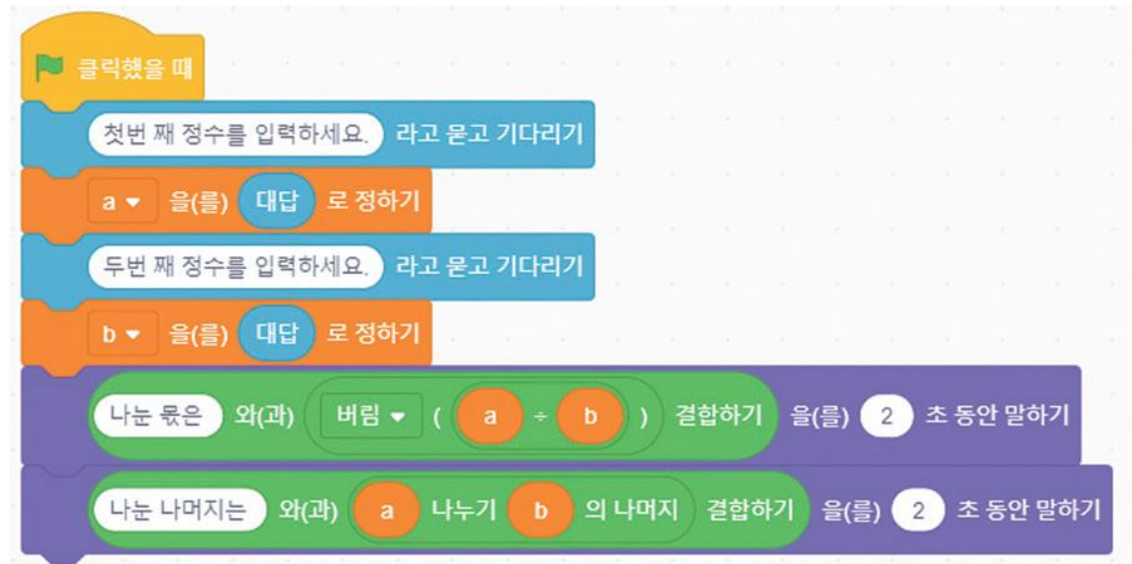 클릭했을 때
첫번 째 정수를 입력하세요. 라고 묻고 기다리기
a 을(를) 대답 로 정하기
두번 째 정수를 입력하세요. 라고 묻고 기다리기
b 을(를) 대답 로 정하기
나눈 몫은 와(과) 버림 ( a ÷ b ) 결합하기 을(를) 2 초 동안 말하기
나눈 나머지는 와(과) a 나누기 b 의 나머지 결합하기 을(를) 2 초 동안 말하기